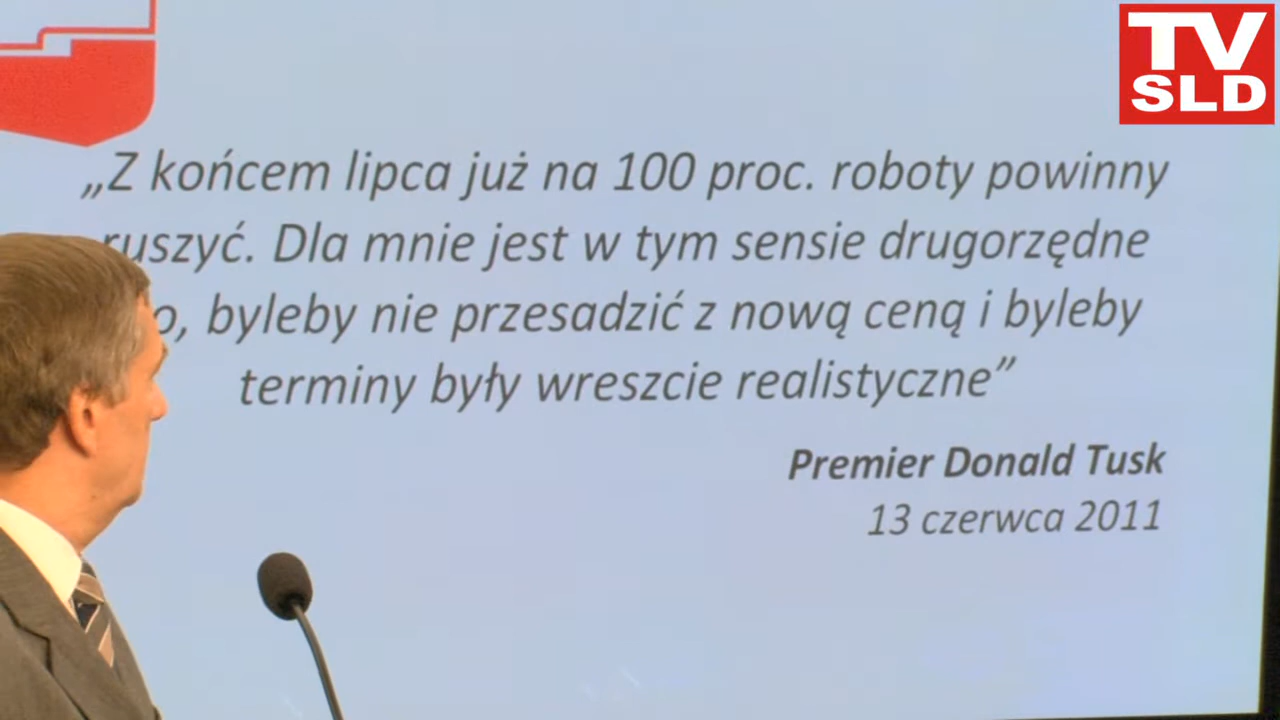 TV
SLD
„Z końcem lipca już na 100 proc. roboty powinny
ruszyć. Dla mnie jest w tym sensie drugorzędne
byleby nie przesadzić z nową ceną i byleby
terminy były wreszcie realistyczne”
Premier Donald Tusk
13 czerwca 2011